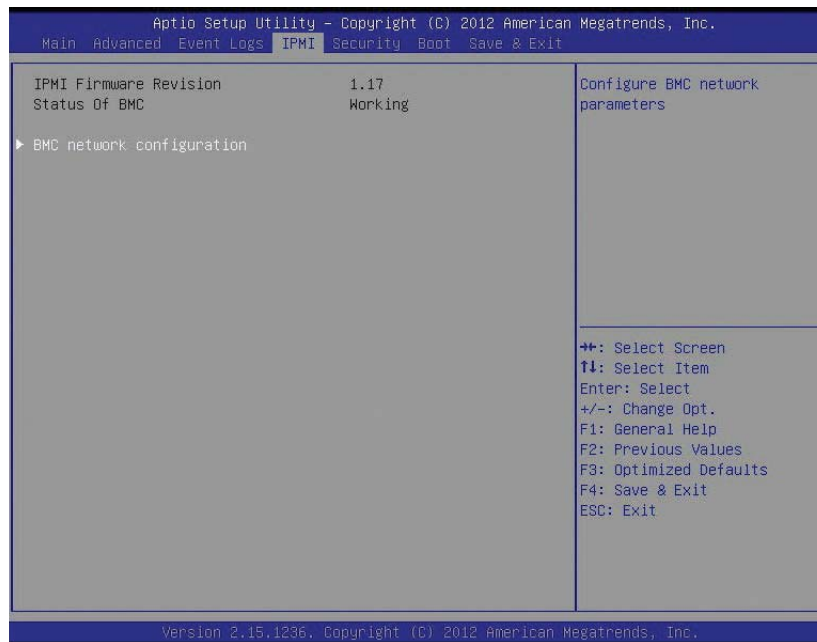 Aptio Setup Utility – Copyright (C) 2012 American Megatrends, Inc.
Main Advanced Event Logs IPMI Security Boot Save & Exit
IPMI Firmware Revision 1.17
Status Of BMC Working
▶ BMC network configuration
Configure BMC network
parameters
→←: Select Screen
↑↓: Select Item
Enter: Select
+/-: Change Opt.
F1: General Help
F2: Previous Values
F3: Optimized Defaults
F4: Save & Exit
ESC: Exit
Version 2.15.1236. Copyright (C) 2012 American Megatrends, Inc.